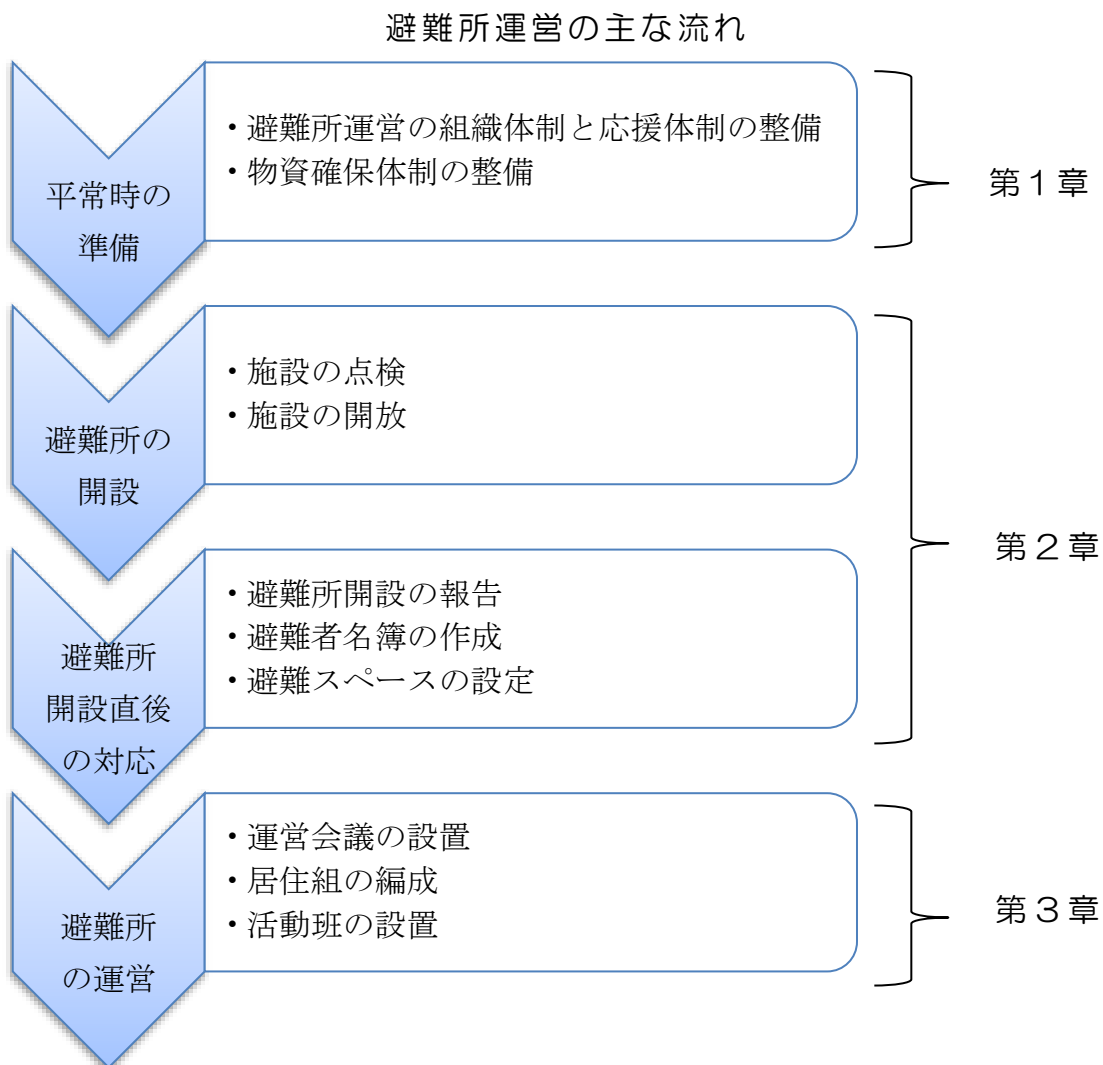 避難所運営の主な流れ
平常時の
準備
・避難所運営の組織体制と応援体制の整備
・物資確保体制の整備
第１章
避難所の
開設
・施設の点検
・施設の開放
避難所
開設直後
の対応
・避難所開設の報告
・避難者名簿の作成
・避難スペースの設定
第２章
避難所
の運営
・運営会議の設置
・居住組の編成
・活動班の設置
第３章